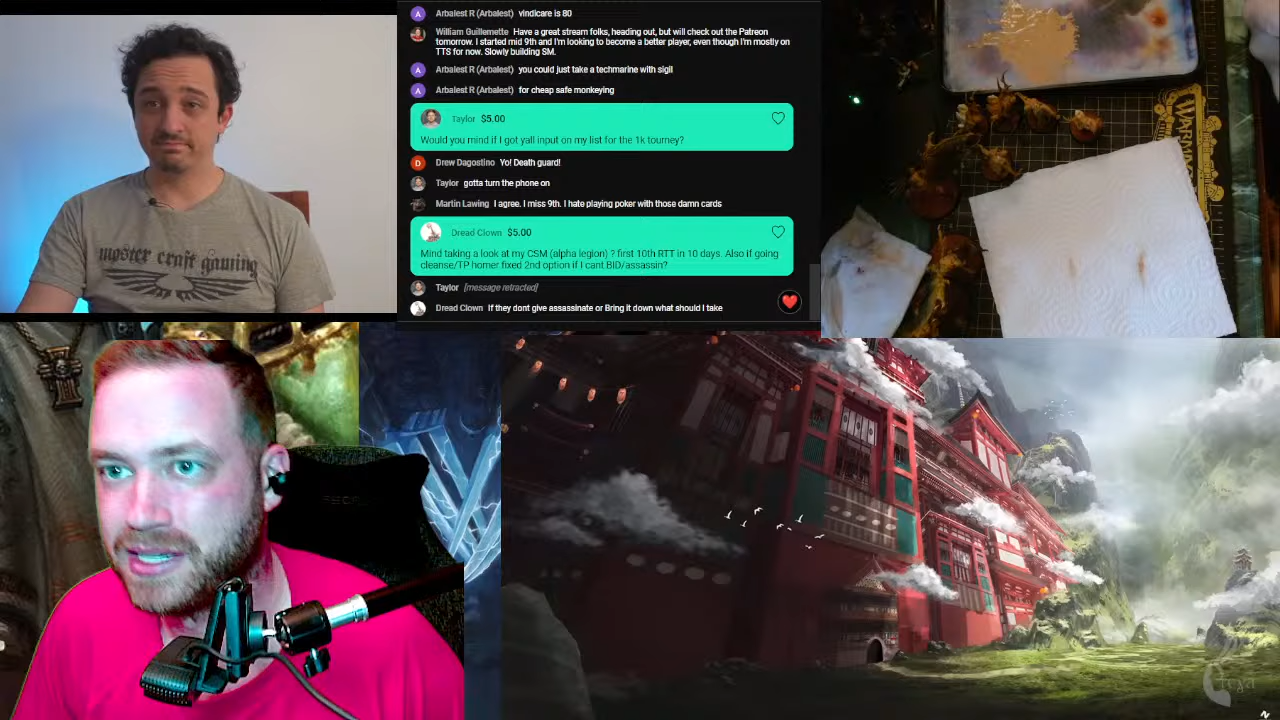 Arbalest R (Arbalest) vindicare is 80
William Guillemette Have a great stream folks, heading out, but will check out the Patreon
tomorrow. I started mid 9th and I'm looking to become a better player, even though I'm mostly on
TTS for now. Slowly building SM.
Arbalest R (Arbalest) you could just take a techmarine with sigil
Arbalest R (Arbalest) for cheap safe monkeying
Taylor $5.00
Would you mind if I got yall input on my list for the 1k tourney?
D Drew Dagostino Yo! Death guard!
Taylor gotta turn the phone on
Martin Lawing I agree. I miss 9th. I hate playing poker with those damn cards
Dread Clown $5.00
Mind taking a look at my CSM (alpha legion) ? first 10th RTT in 10 days. Also if going
cleanse/TP homer fixed 2nd option if I cant BID/assassin?
Taylor [message retracted]
Dread Clown If they dont give assassinate or Bring it down what should I take
moster craft gaming
WARMNIN